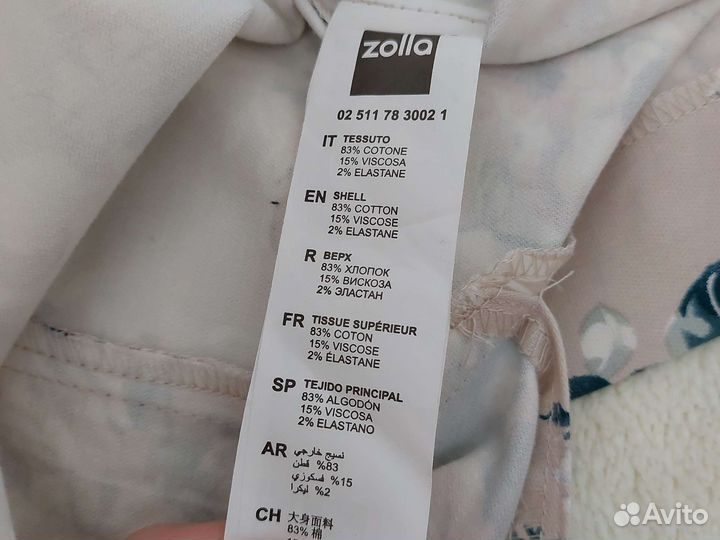 zolla
02 511 78 3002 1
IT TESSUTO
83% COTONE
15% VISCOSA
2% ELASTANE
EN SHELL
83% COTTON
15% VISCOSE
2% ELASTANE
R ВЕРХ
83% ХЛОПОК
15% ВИСКОЗА
2% ЭЛАСТАН
FR TISSUE SUPÉRIEUR
83% COTON
15% VISCOSE
2% ÉLASTANE
SP TEJIDO PRINCIPAL
83% ALGODÓN
15% VISCOSA
2% ELASTANO
AR نسيج خارجي
%83 قطن
%15 فسكوزي
%2 ليكرا
CH 大身面料
83% 棉
Avito